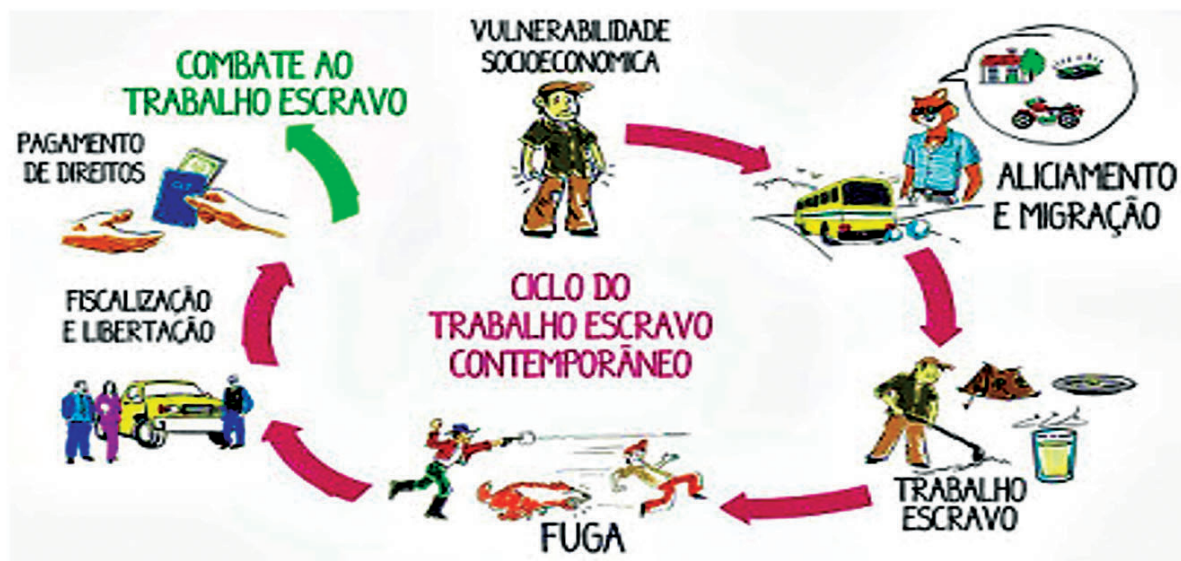 VULNERABILIDADE
SOCIOECONOMICA
ALICIAMENTO
E MIGRAÇÃO
TRABALHO
ESCRAVO
FUGA
FISCALIZAÇÃO
E LIBERTAÇÃO
PAGAMENTO
DE DIREITOS
COMBATE AO
TRABALHO ESCRAVO
CICLO DO
TRABALHO ESCRAVO
CONTEMPORÂNEO